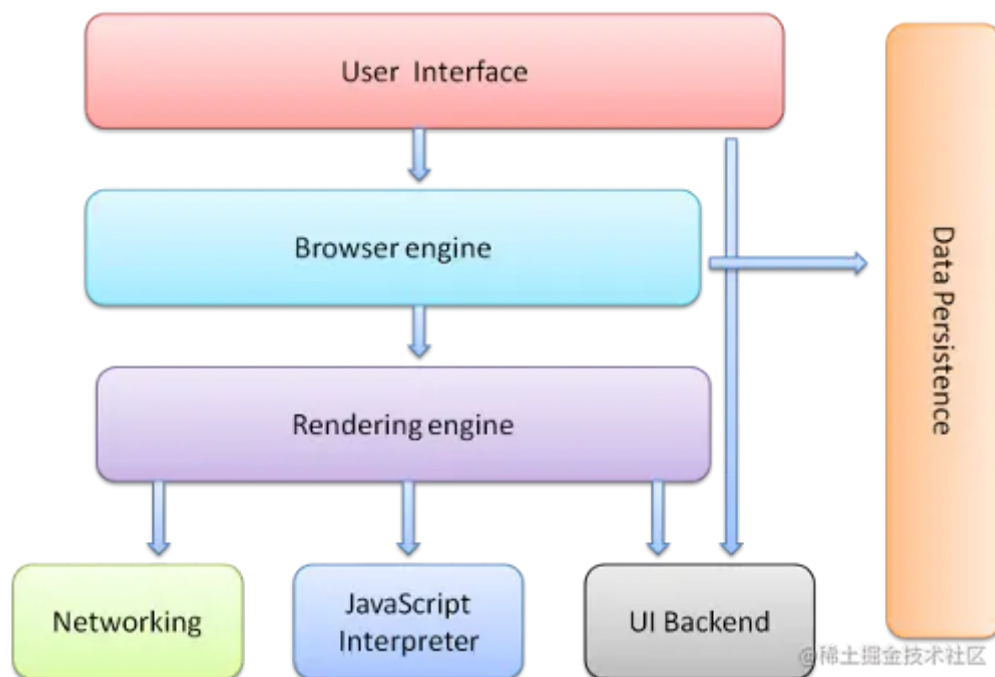 User Interface
Browser engine
Data Persistence
Rendering engine
Networking
JavaScript
Interpreter
UI Backend
@稀土掘金技术社区